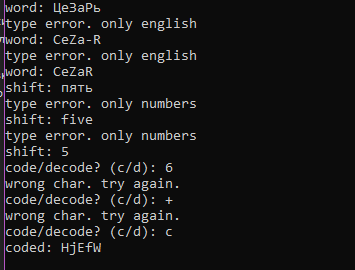 word: ЦеЗаРь
type error. only english
word: CeZa-R
type error. only english
word: CeZaR
shift: пять
type error. only numbers
shift: five
type error. only numbers
shift: 5
code/decode? (c/d): 6
wrong char. try again.
code/decode? (c/d): +
wrong char. try again.
code/decode? (c/d): c
coded: HjEfW